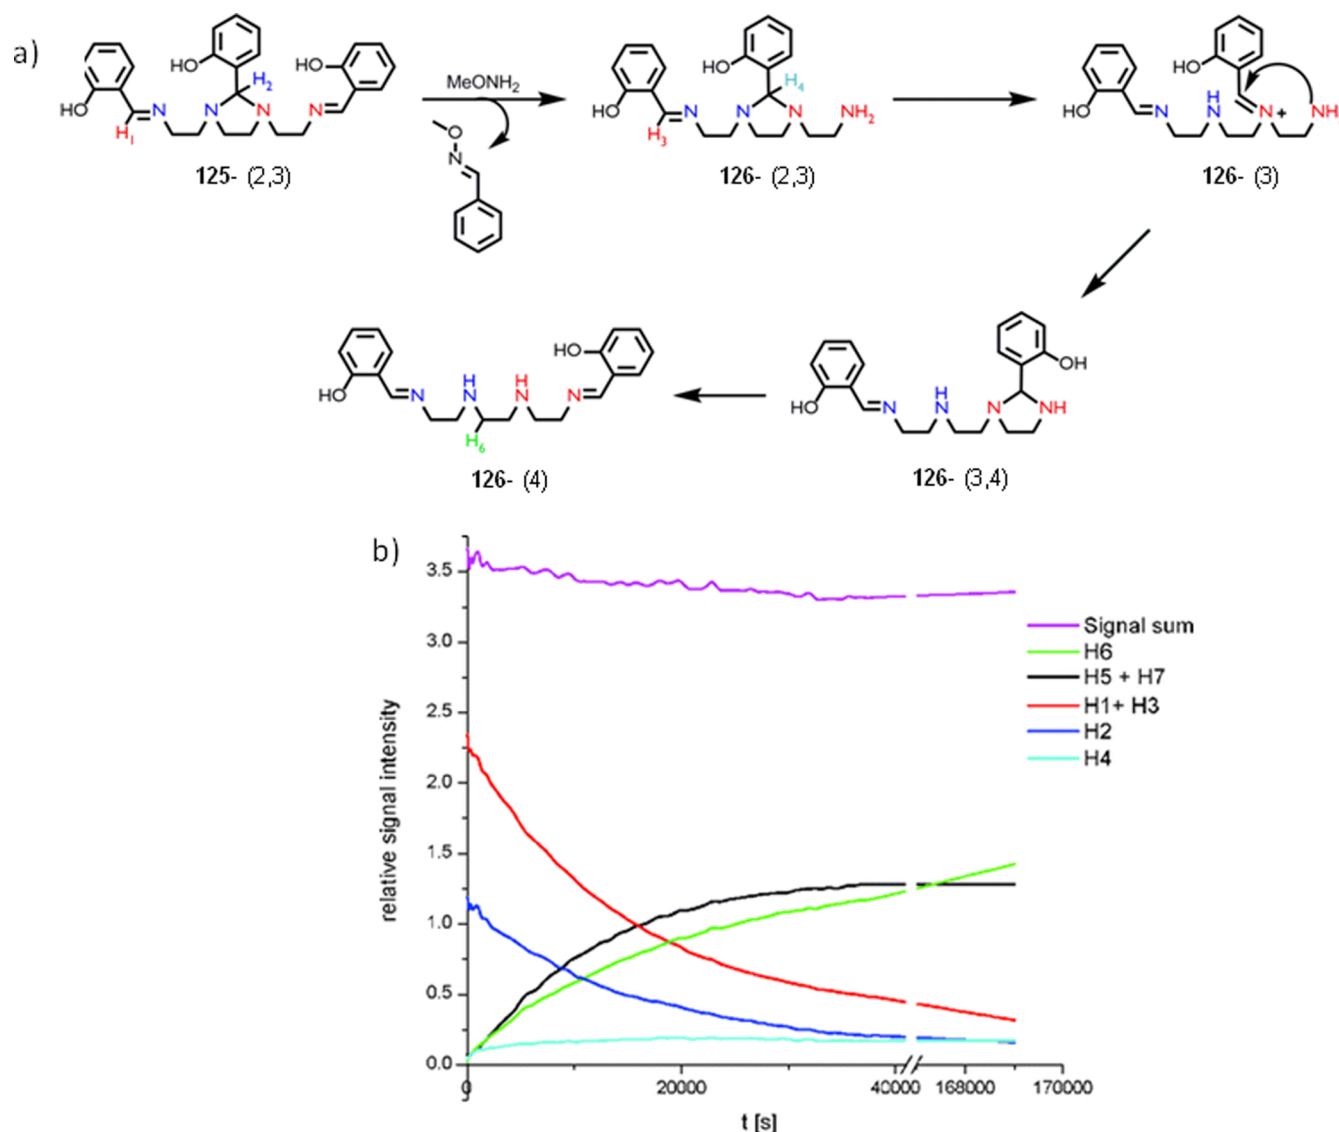 a)
HO
HO
HO
H2
N
N
N
N
H1
125- (2,3)
MeONH2
O
N
HO
HO
H4
N
N
N
NH2
H3
126- (2,3)
HO
HO
H
N
N
N
+
NH
126- (3)
HO
HO
H
H
N
N
N
N
H6
126- (4)
OH
HO
H
N
N
N
NH
126- (3,4)
b)
relative signal intensity
3.5
3.0
2.5
2.0
1.5
1.0
0.5
0.0
Signal sum
H6
H5 + H7
H1+ H3
H2
H4
0
20000
40000
168000
170000
t [s]